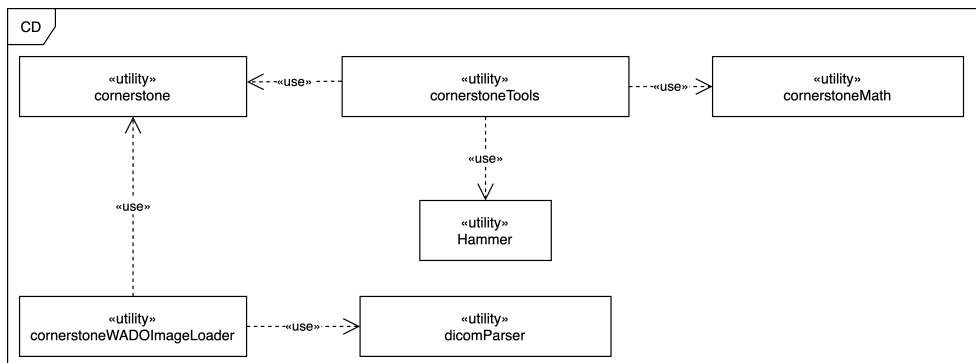 CD
«utility»
cornerstone
«use»
«utility»
cornerstoneTools
«use»
«utility»
cornerstoneMath
«use»
«utility»
Hammer
«use»
«utility»
cornerstoneWADOImageLoader
«use»
«utility»
dicomParser